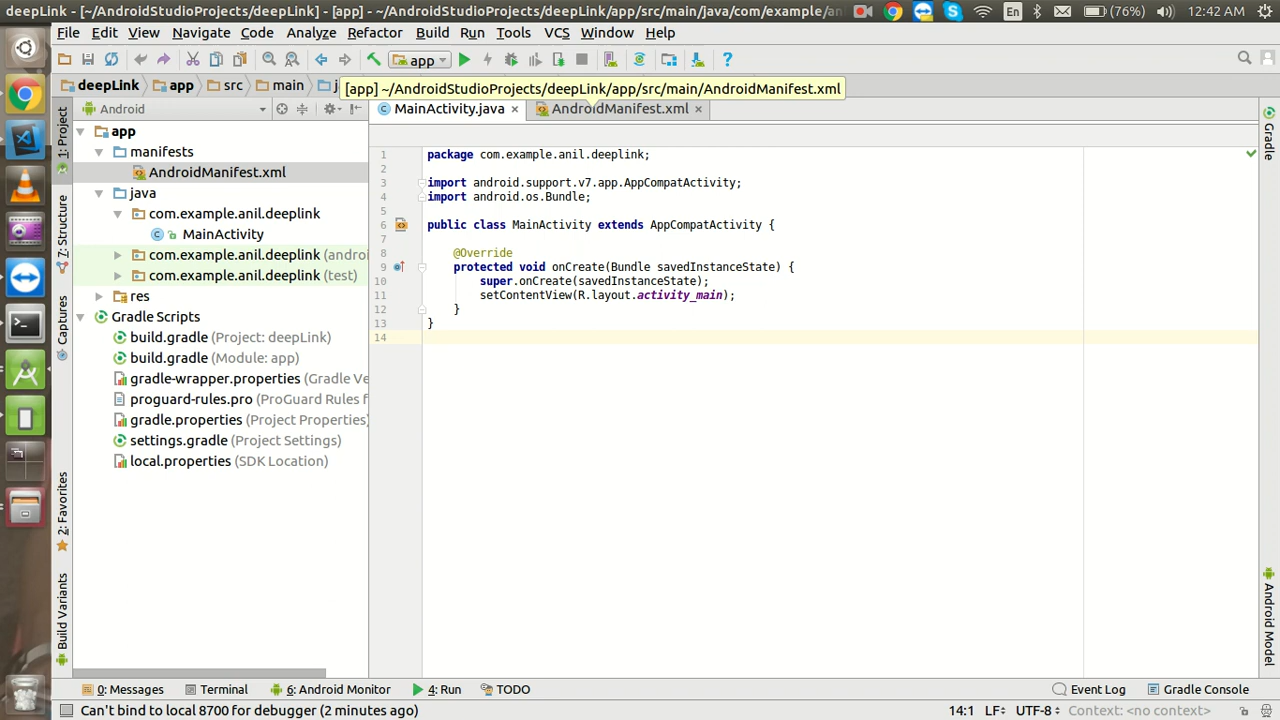 deepLink - [~/AndroidStudioProjects/deepLink] - [app] - ~/AndroidStudioProjects/deepLink/app/src/main/java/com/example/an
En
(76%)
12:42 AM
File Edit View Navigate Code Analyze Refactor Build Run Tools VCS Window Help
app
deepLink app src main j
[app] ~/AndroidStudioProjects/deepLink/app/src/main/AndroidManifest.xml
Android
MainActivity.java
AndroidManifest.xml
1: Project
7: Structure
Captures
2: Favorites
Build Variants
app
manifests
AndroidManifest.xml
java
com.example.anil.deeplink
MainActivity
com.example.anil.deeplink (andro
com.example.anil.deeplink (test)
res
Gradle Scripts
build.gradle (Project: deepLink)
build.gradle (Module: app)
gradle-wrapper.properties (Gradle Ve
proguard-rules.pro (ProGuard Rules f
gradle.properties (Project Properties)
settings.gradle (Project Settings)
local.properties (SDK Location)
1 package com.example.anil.deeplink;
2
3 import android.support.v7.app.AppCompatActivity;
4 import android.os.Bundle;
5
6 public class MainActivity extends AppCompatActivity {
7
8 @Override
9 protected void onCreate(Bundle savedInstanceState) {
10 super.onCreate(savedInstanceState);
11 setContentView(R.layout.activity_main);
12 }
13 }
14
Gradle
Android Model
0: Messages Terminal 6: Android Monitor 4: Run TODO Event Log Gradle Console
Can't bind to local 8700 for debugger (2 minutes ago)
14:1 LF÷ UTF-8÷ Context: <no context>